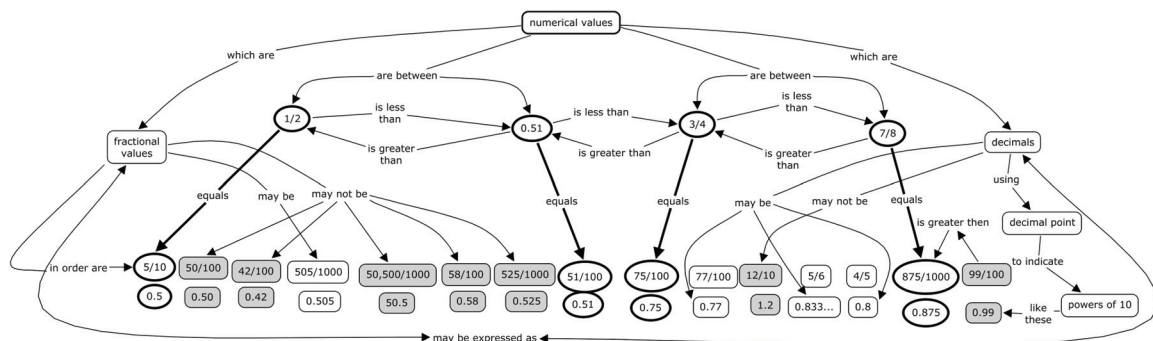 numerical values
which are
which are
are between
are between
is less
than
is less than
is less
than
1/2
0.51
3/4
7/8
fractional
values
decimals
is greater
than
is greater than
is greater
than
equals
may be
may not be
equals
equals
may be
may not be
equals
using
decimal point
is greater then
in order are
5/10
50/100
42/100
505/1000
50,500/1000
58/100
525/1000
51/100
75/100
77/100
12/10
5/6
4/5
875/1000
99/100
to indicate
0.5
0.50
0.42
0.505
50.5
0.58
0.525
0.51
0.75
0.77
1.2
0.833...
0.8
0.875
0.99
like
these
powers of 10
may be expressed as